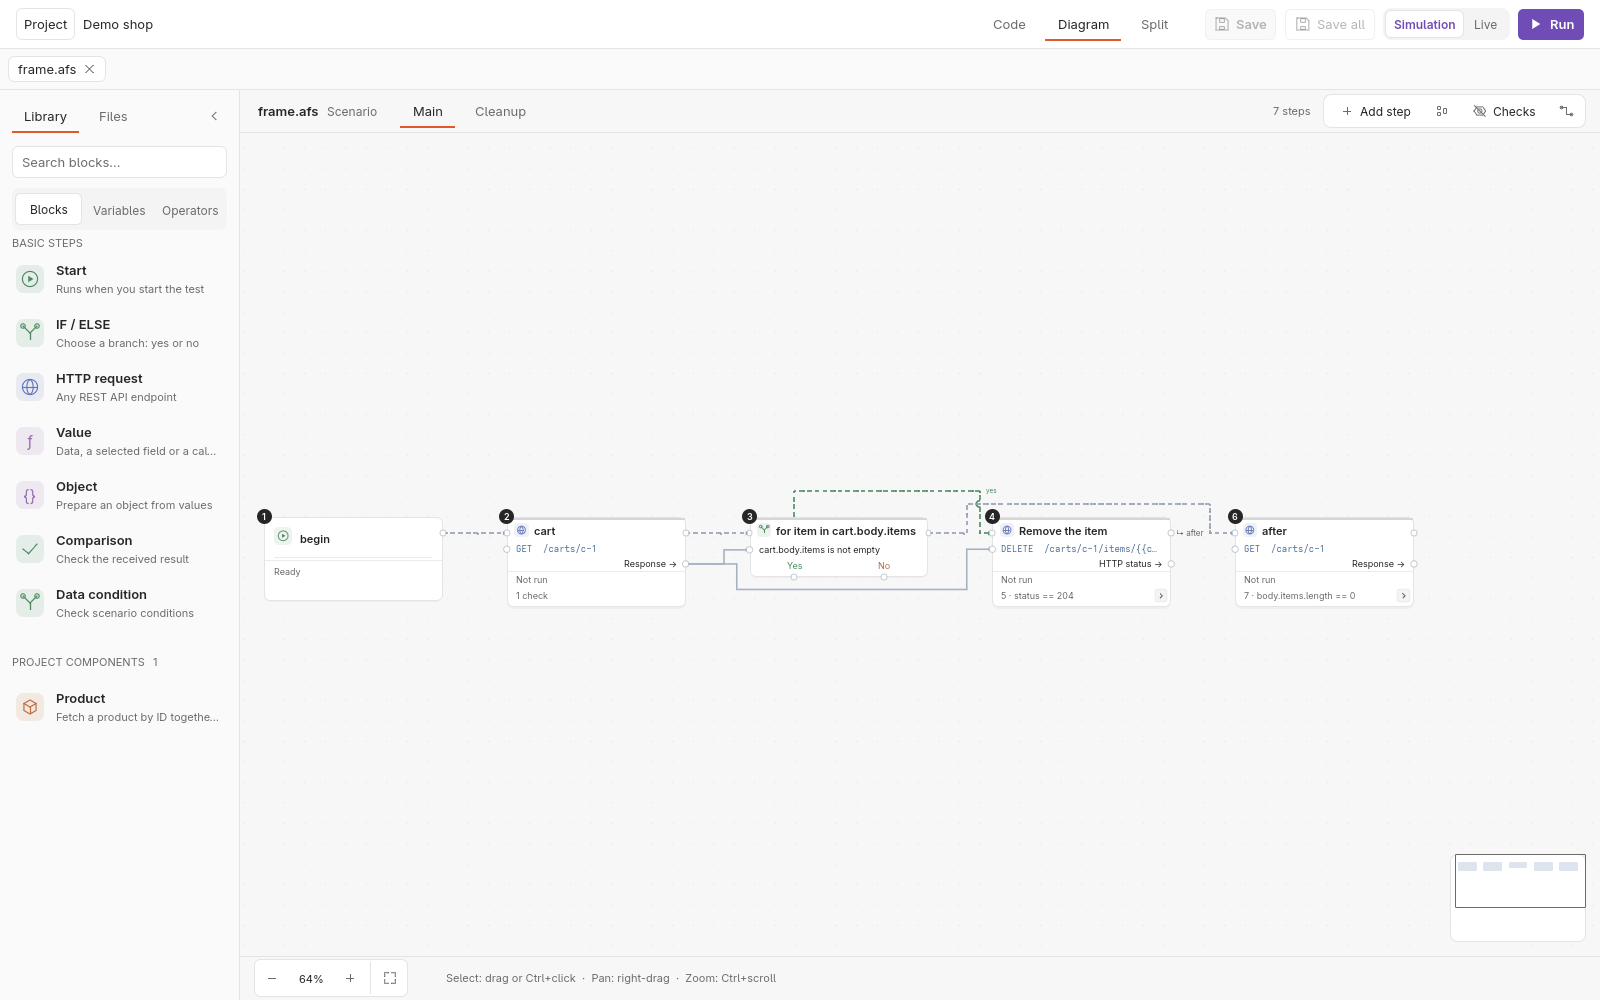 Project Demo shop
Code Diagram Split Save Save all Simulation Live Run
frame.afs
Library Files
frame.afs Scenario Main Cleanup
7 steps Add step Checks
Search blocks...
Blocks Variables Operators
BASIC STEPS
Start
Runs when you start the test
IF / ELSE
Choose a branch: yes or no
HTTP request
Any REST API endpoint
Value
Data, a selected field or a cal...
Object
Prepare an object from values
Comparison
Check the received result
Data condition
Check scenario conditions
PROJECT COMPONENTS 1
Product
Fetch a product by ID togethe...
1
begin
Ready
2
cart
GET /carts/c-1
Response →
Not run
1 check
3
for item in cart.body.items
cart.body.items is not empty
Yes No
yes
4
Remove the item
DELETE /carts/c-1/items/{{c...
HTTP status →
Not run
5 · status == 204
↳ after
6
after
GET /carts/c-1
Response →
Not run
7 · body.items.length == 0
64%
Select: drag or Ctrl+click · Pan: right-drag · Zoom: Ctrl+scroll